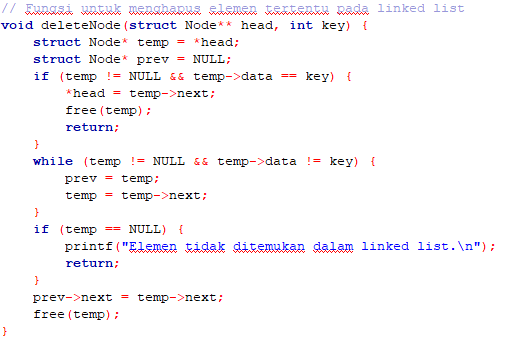 // Fungsi untuk menghapus elemen tertentu pada linked list
void deleteNode(struct Node** head, int key) {
    struct Node* temp = *head;
    struct Node* prev = NULL;
    if (temp != NULL && temp->data == key) {
        *head = temp->next;
        free(temp);
        return;
    }
    while (temp != NULL && temp->data != key) {
        prev = temp;
        temp = temp->next;
    }
    if (temp == NULL) {
        printf("Elemen tidak ditemukan dalam linked list.\n");
        return;
    }
    prev->next = temp->next;
    free(temp);
}